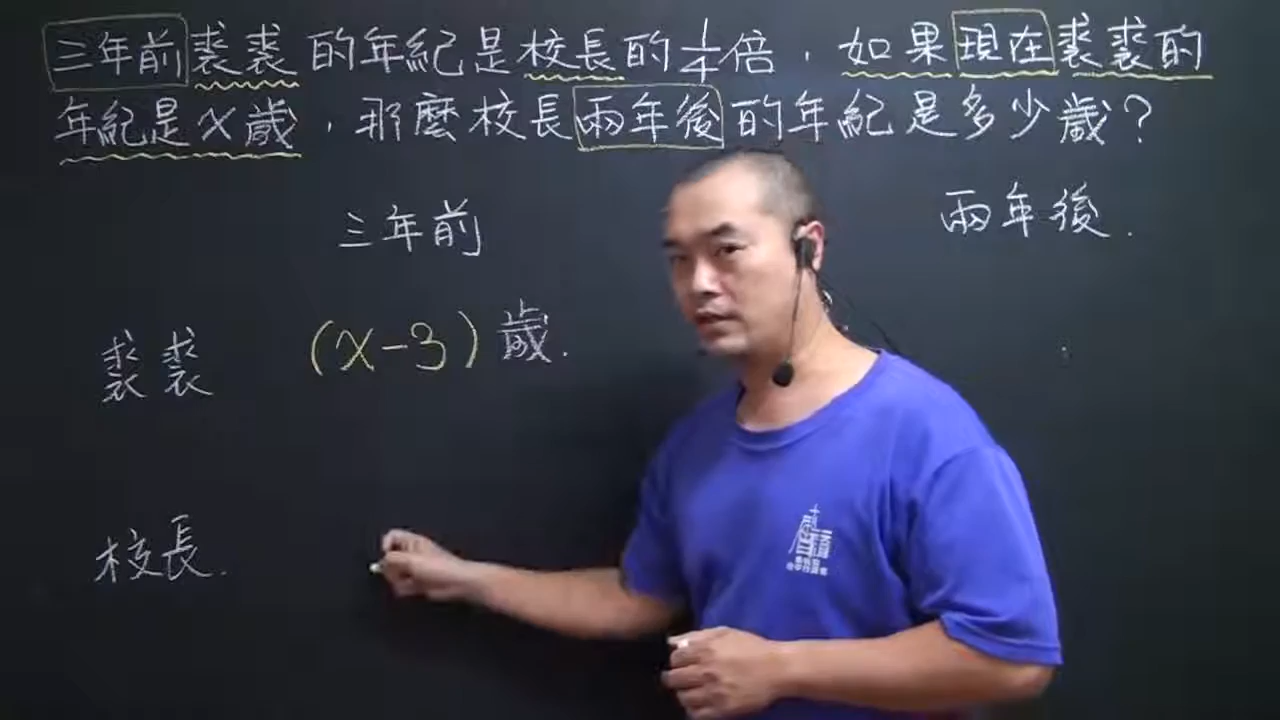 三年前裘裘的年紀是校長的1/4倍，如果現在裘裘的
年紀是x歲，那麼校長兩年後的年紀是多少歲？
三年前
兩年後.
裘裘 (x-3)歲.
校長.